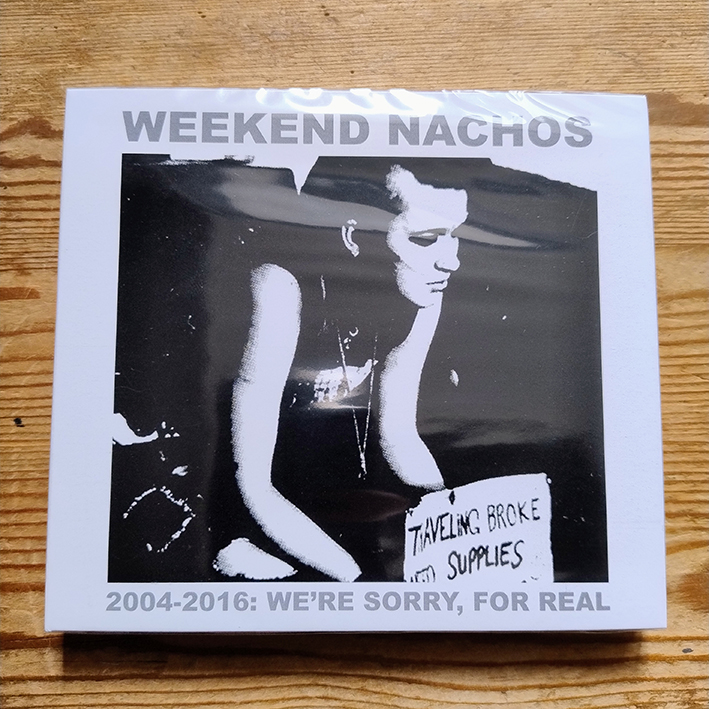 WEEKEND NACHOS
TRAVELING BROKE
SUPPLIES
2004-2016: WE'RE SORRY, FOR REAL